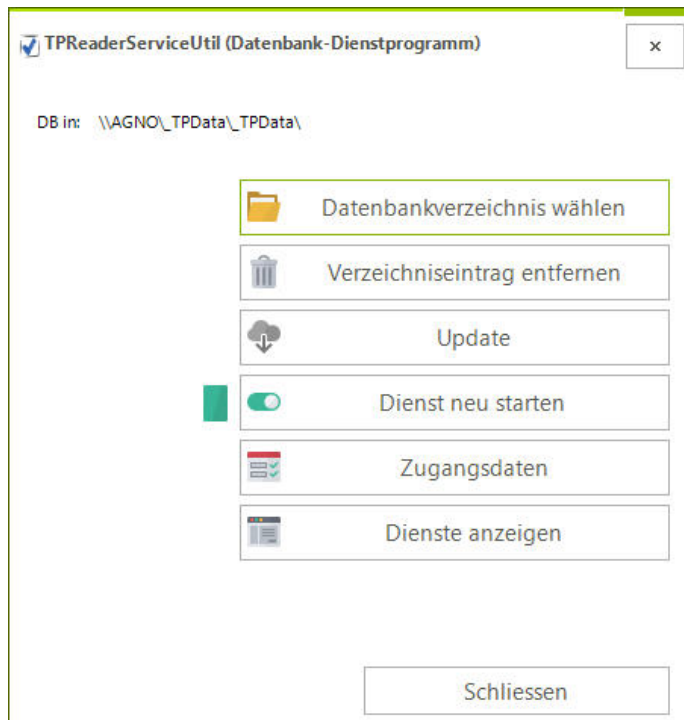 TPReaderServiceUtil (Datenbank-Dienstprogramm)
DB in: \\AGNO\_TPData\_TPData\
Datenbankverzeichnis wählen
Verzeichniseintrag entfernen
Update
Dienst neu starten
Zugangsdaten
Dienste anzeigen
Schliessen